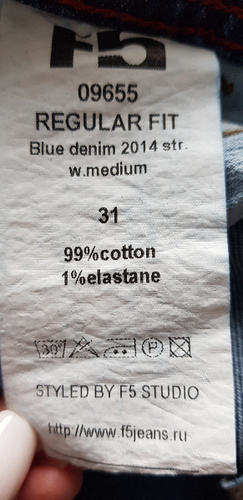 F5
09655
REGULAR FIT
Blue denim 2014 str.
w.medium
31
99%cotton
1%elastane
30°
P
STYLED BY F5 STUDIO
http://www.f5jeans.ru